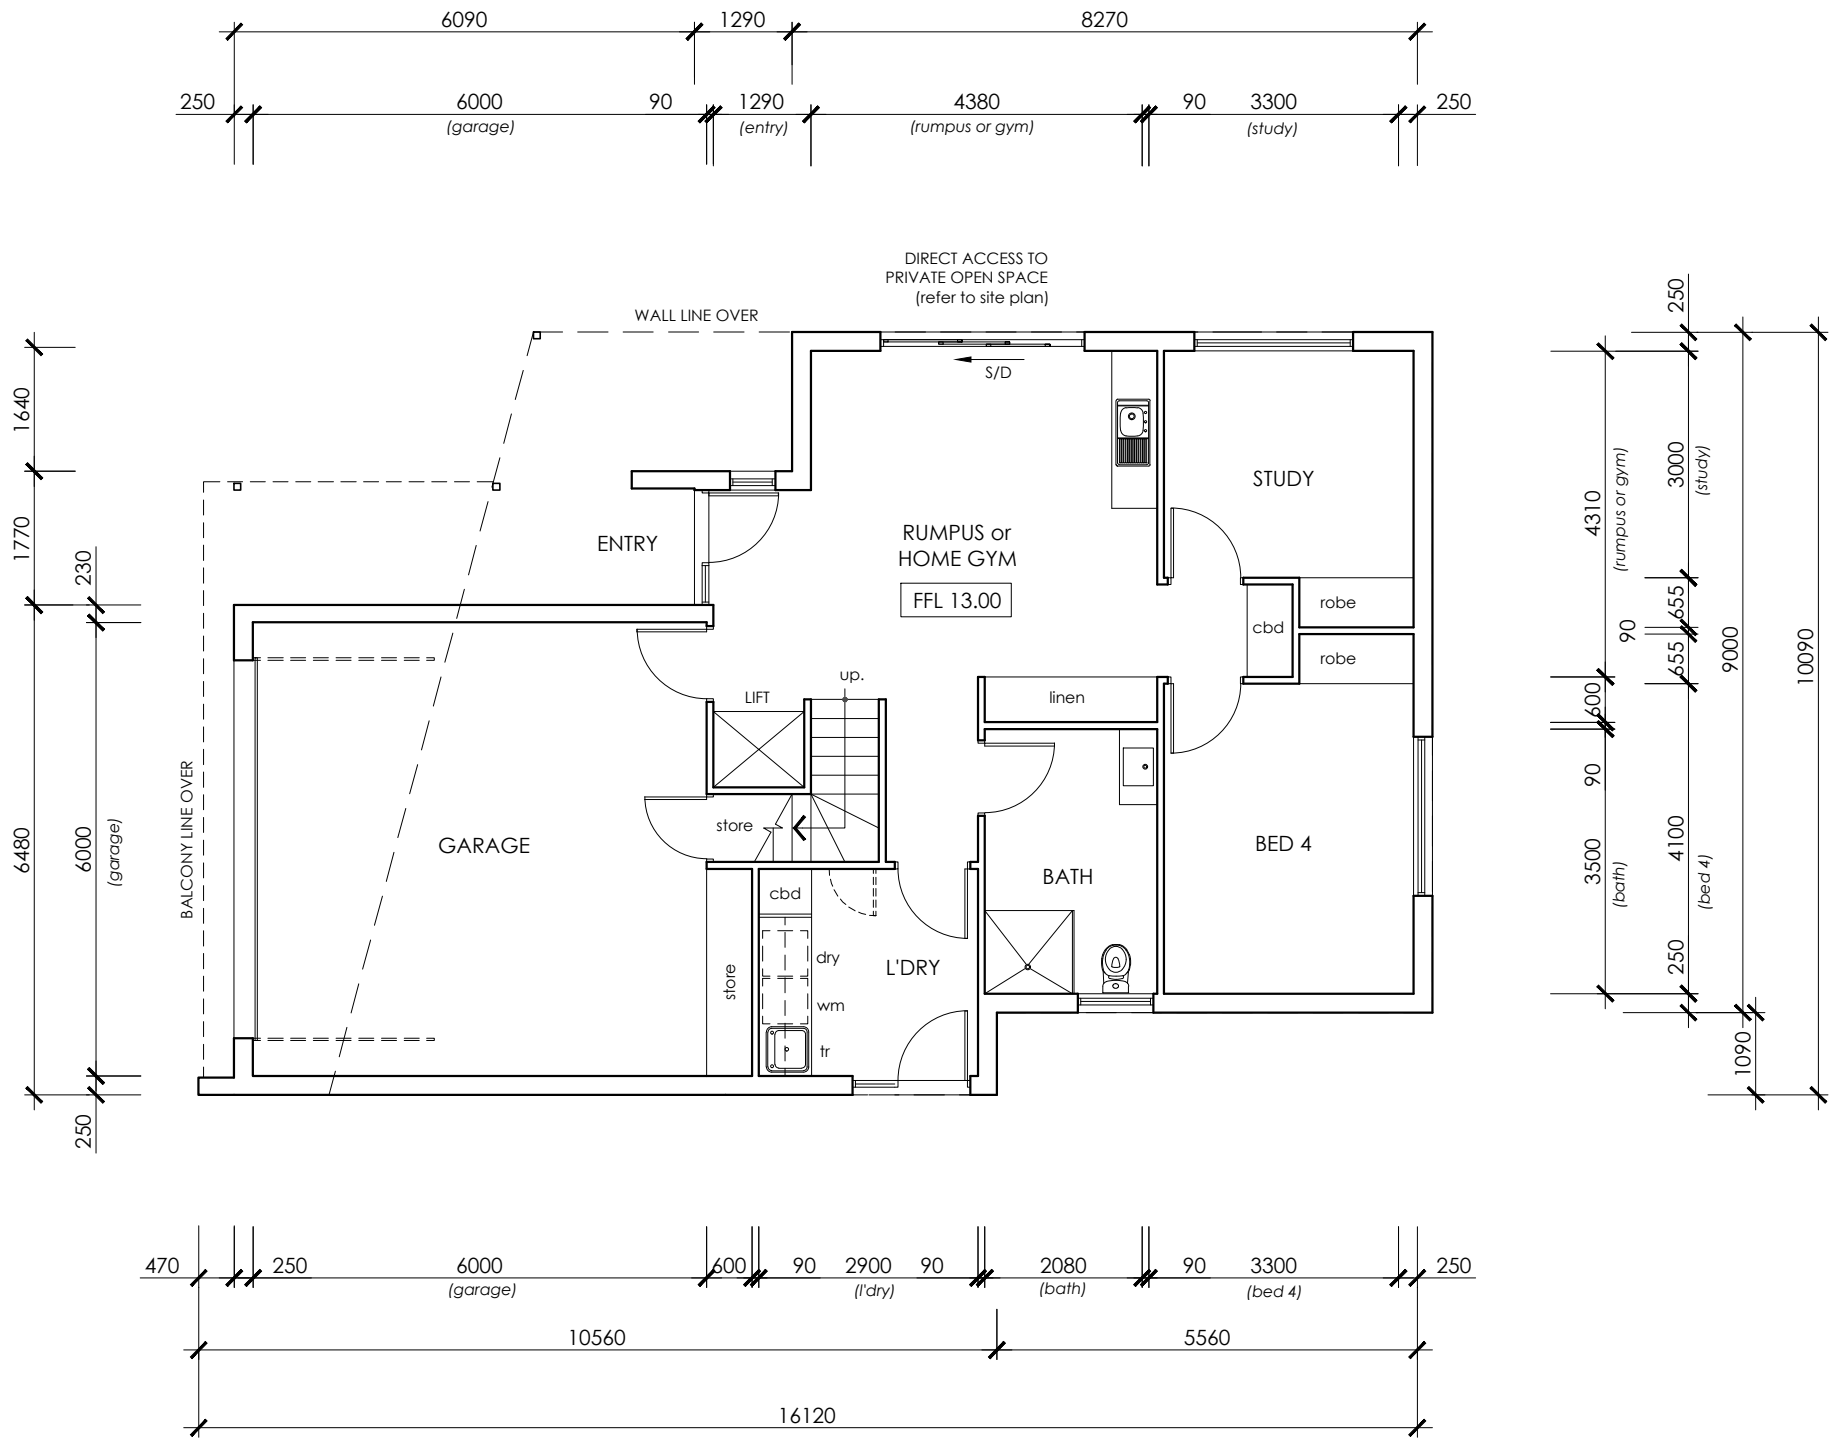 6090 1290 8270
250 6000 90 1290 4380 90 3300 250
(garage) (entry) (rumpus or gym) (study)
DIRECT ACCESS TO
PRIVATE OPEN SPACE
(refer to site plan)
WALL LINE OVER
S/D
STUDY
ENTRY
RUMPUS or
HOME GYM
FFL 13.00
robe
cbd
robe
up.
LIFT
linen
store
GARAGE
BED 4
BATH
cbd
dry
L'DRY
store
wm
tr
BALCONY LINE OVER
1640
1770
6480
230
6000
(garage)
250
4310
(rumpus or gym)
600
90
3500
(bath)
90
250
3000
(study)
655
655
4100
(bed 4)
250
9000
1090
10090
470 250 6000 600 90 2900 90 2080 90 3300 250
(garage) (l'dry) (bath) (bed 4)
10560 5560
16120